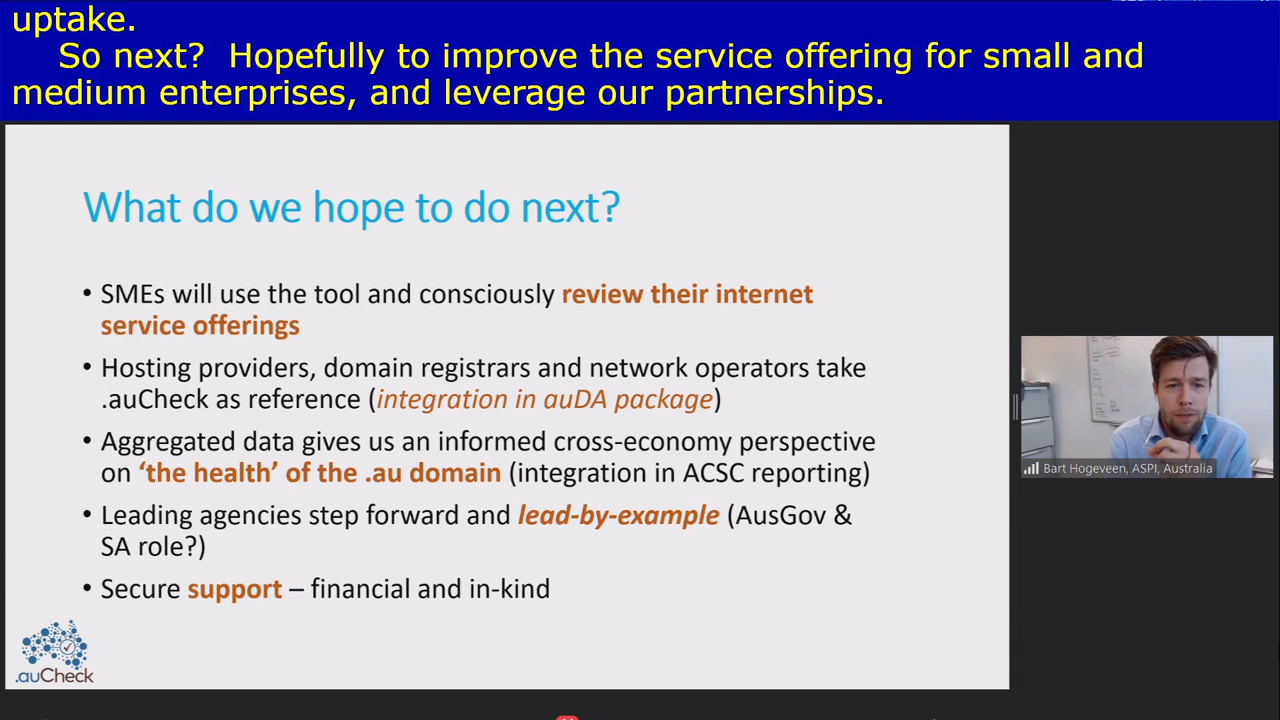 uptake.
So next? Hopefully to improve the service offering for small and
medium enterprises, and leverage our partnerships.
What do we hope to do next?
• SMEs will use the tool and consciously review their internet
service offerings
• Hosting providers, domain registrars and network operators take
.auCheck as reference (integration in auDA package)
• Aggregated data gives us an informed cross-economy perspective
on ‘the health’ of the .au domain (integration in ACSC reporting)
• Leading agencies step forward and lead-by-example (AusGov &
SA role?)
• Secure support – financial and in-kind
.auCheck
Bart Hogeveen, ASPI, Australia